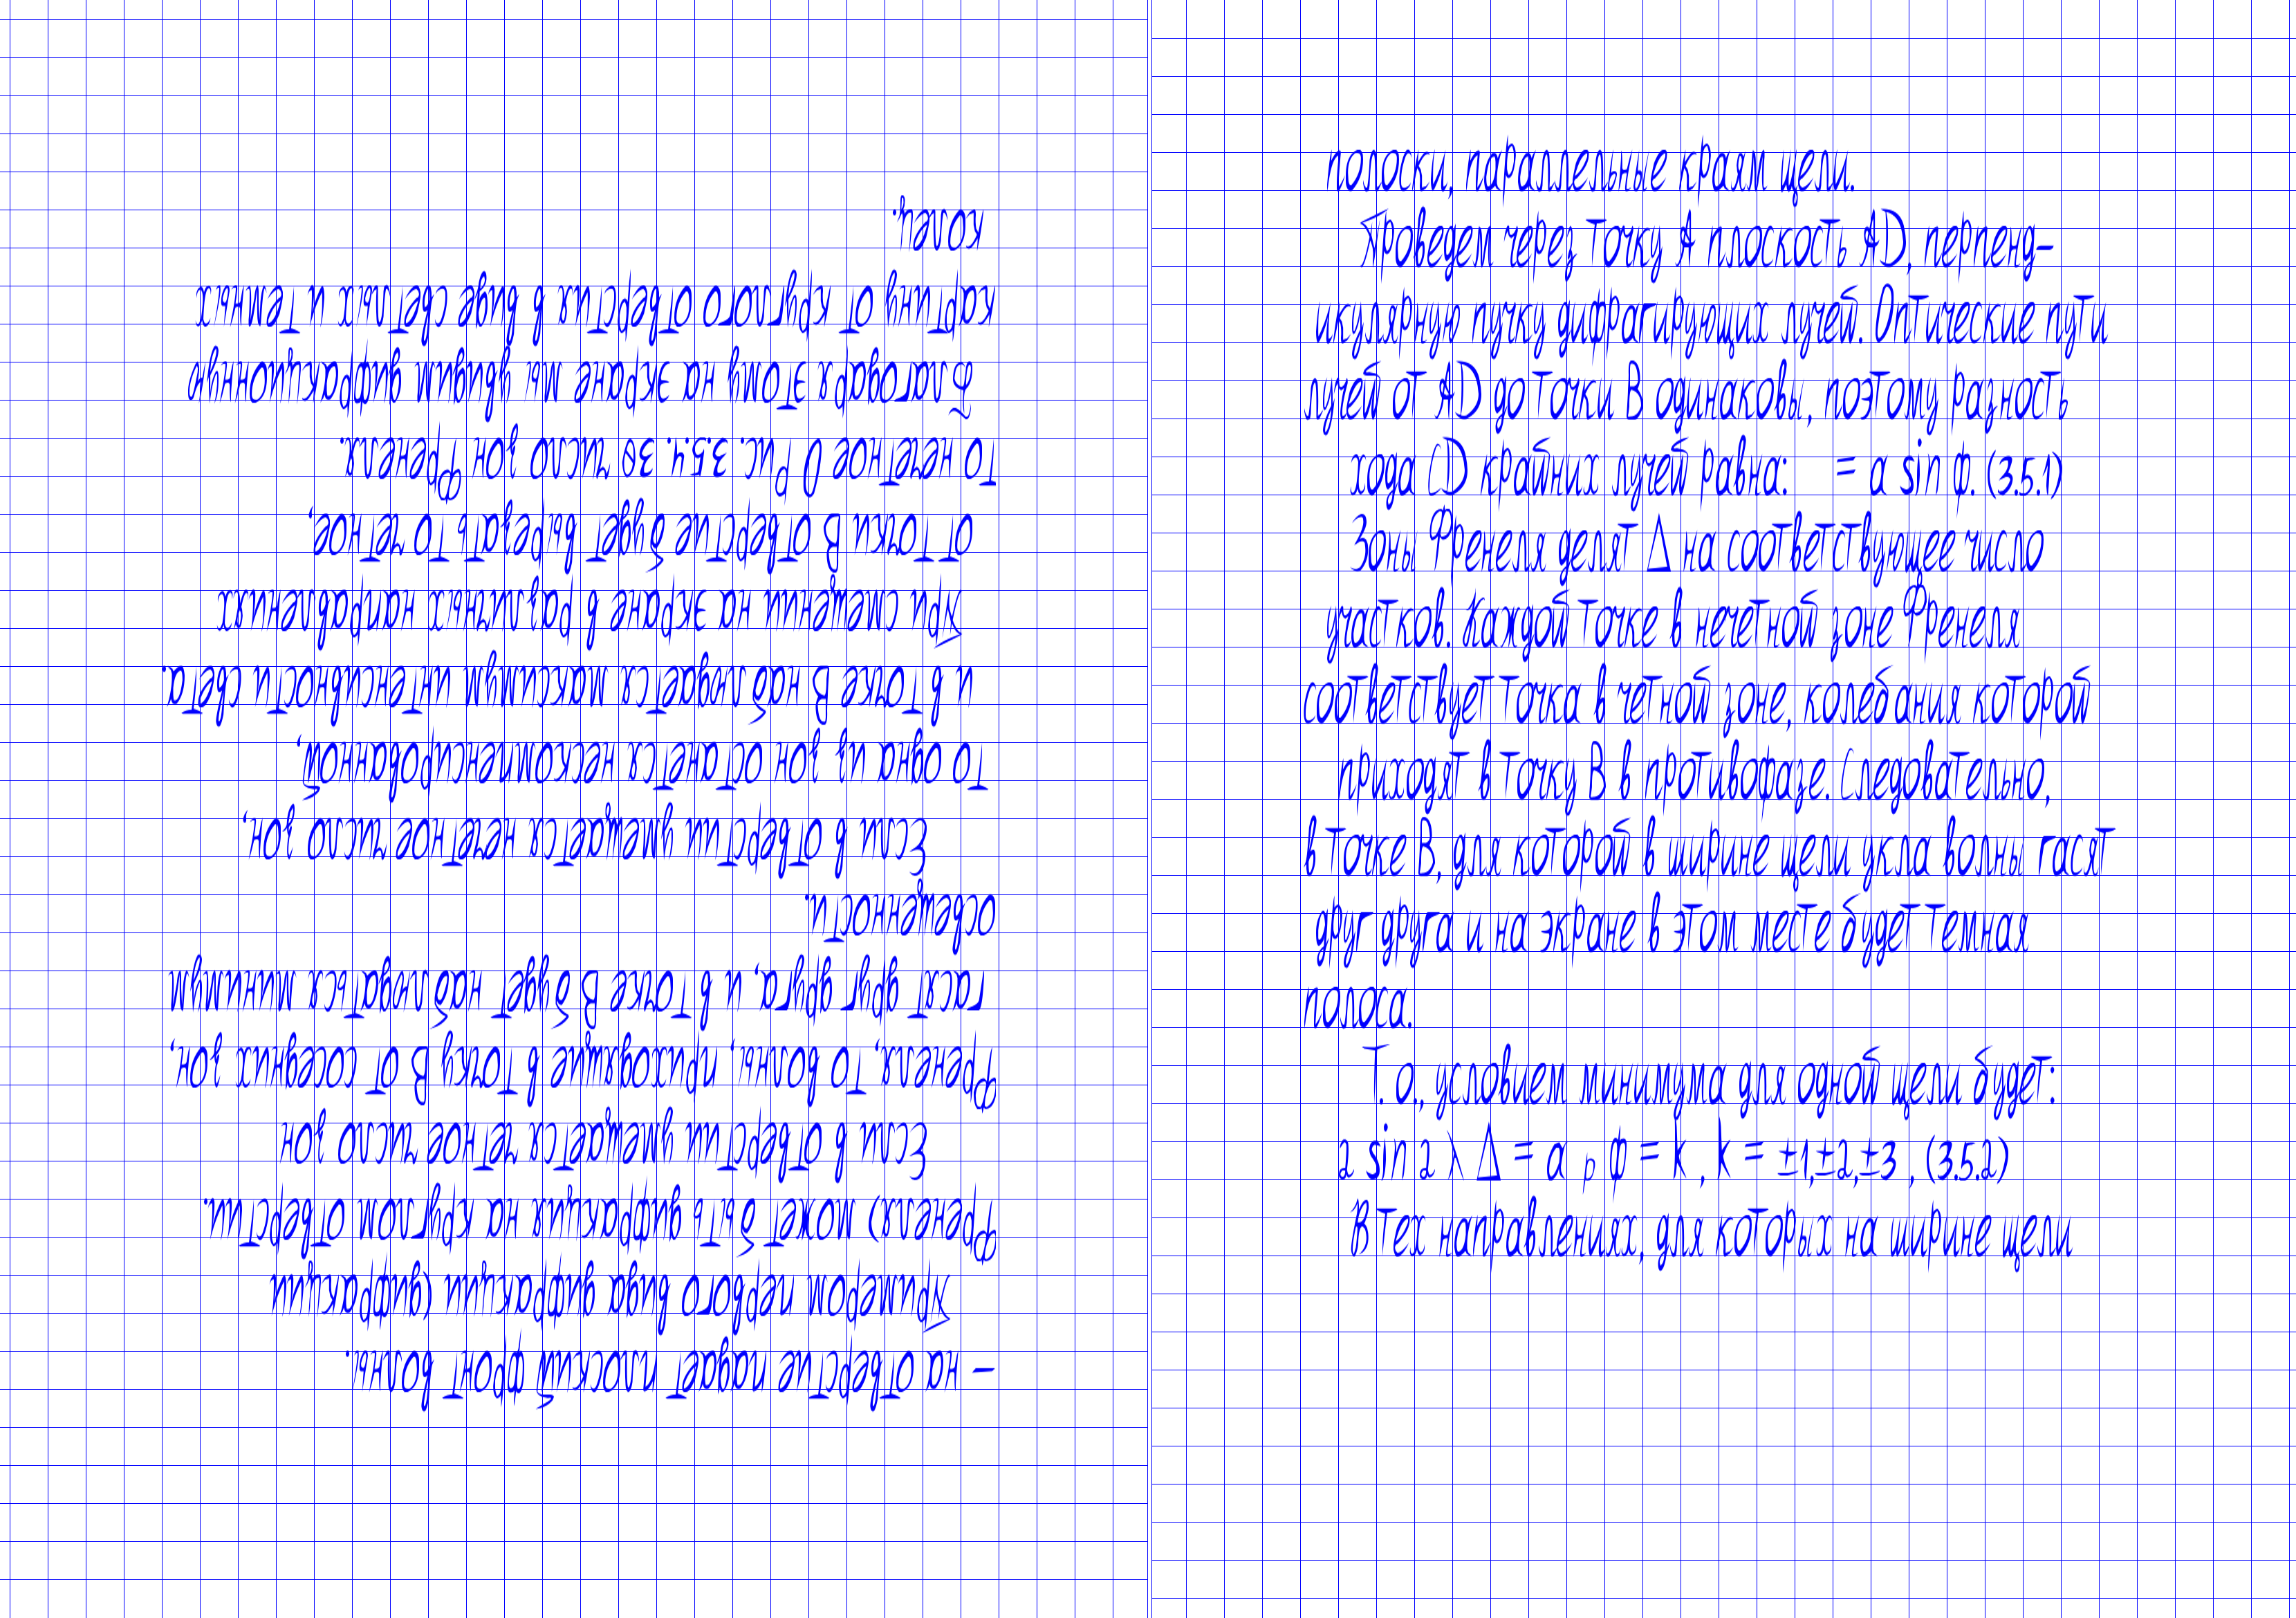 – на отверстие падает плоский фронт волны.
Примером первого вида дифракции (дифракции
Френеля) может быть дифракция на круглом отверстии.
Если в отверстии умещается четное число зон
Френеля, то волны, приходящие в точку В от соседних зон,
гасят друг друга, и в точке В будет наблюдаться минимум
освещенности.
Если в отверстии умещается нечетное число зон,
то одна из зон останется нескомпенсированной,
и в точке В наблюдается максимум интенсивности света.
При смещении на экране в различных направлениях
от точки В отверстие будет вырезать то четное,
то нечетное О Рис. 3.5.4. 30 число зон Френеля.
Благодаря этому на экране мы увидим дифракционную
картину от круглого отверстия в виде светлых и темных
колец.
полоски, параллельные краям щели.
Проведем через точку А плоскость AD, перпенд-
икулярную пучку дифрагирующих лучей. Оптические пути
лучей от AD до точки В одинаковы, поэтому разность
хода CD крайних лучей равна: = a sin φ. (3.5.1)
Зоны Френеля делят Δ на соответствующее число
участков. Каждой точке в нечетной зоне Френеля
соответствует точка в четной зоне, колебания которой
приходят в точку В в противофазе. Следовательно,
в точке В, для которой в ширине щели укла волны гасят
друг друга и на экране в этом месте будет темная
полоса.
Т. о., условием минимума для одной щели будет:
2 sin 2 λ Δ = a р φ = k , k = ±1,±2,±3 , (3.5.2)
В тех направлениях, для которых на ширине щели